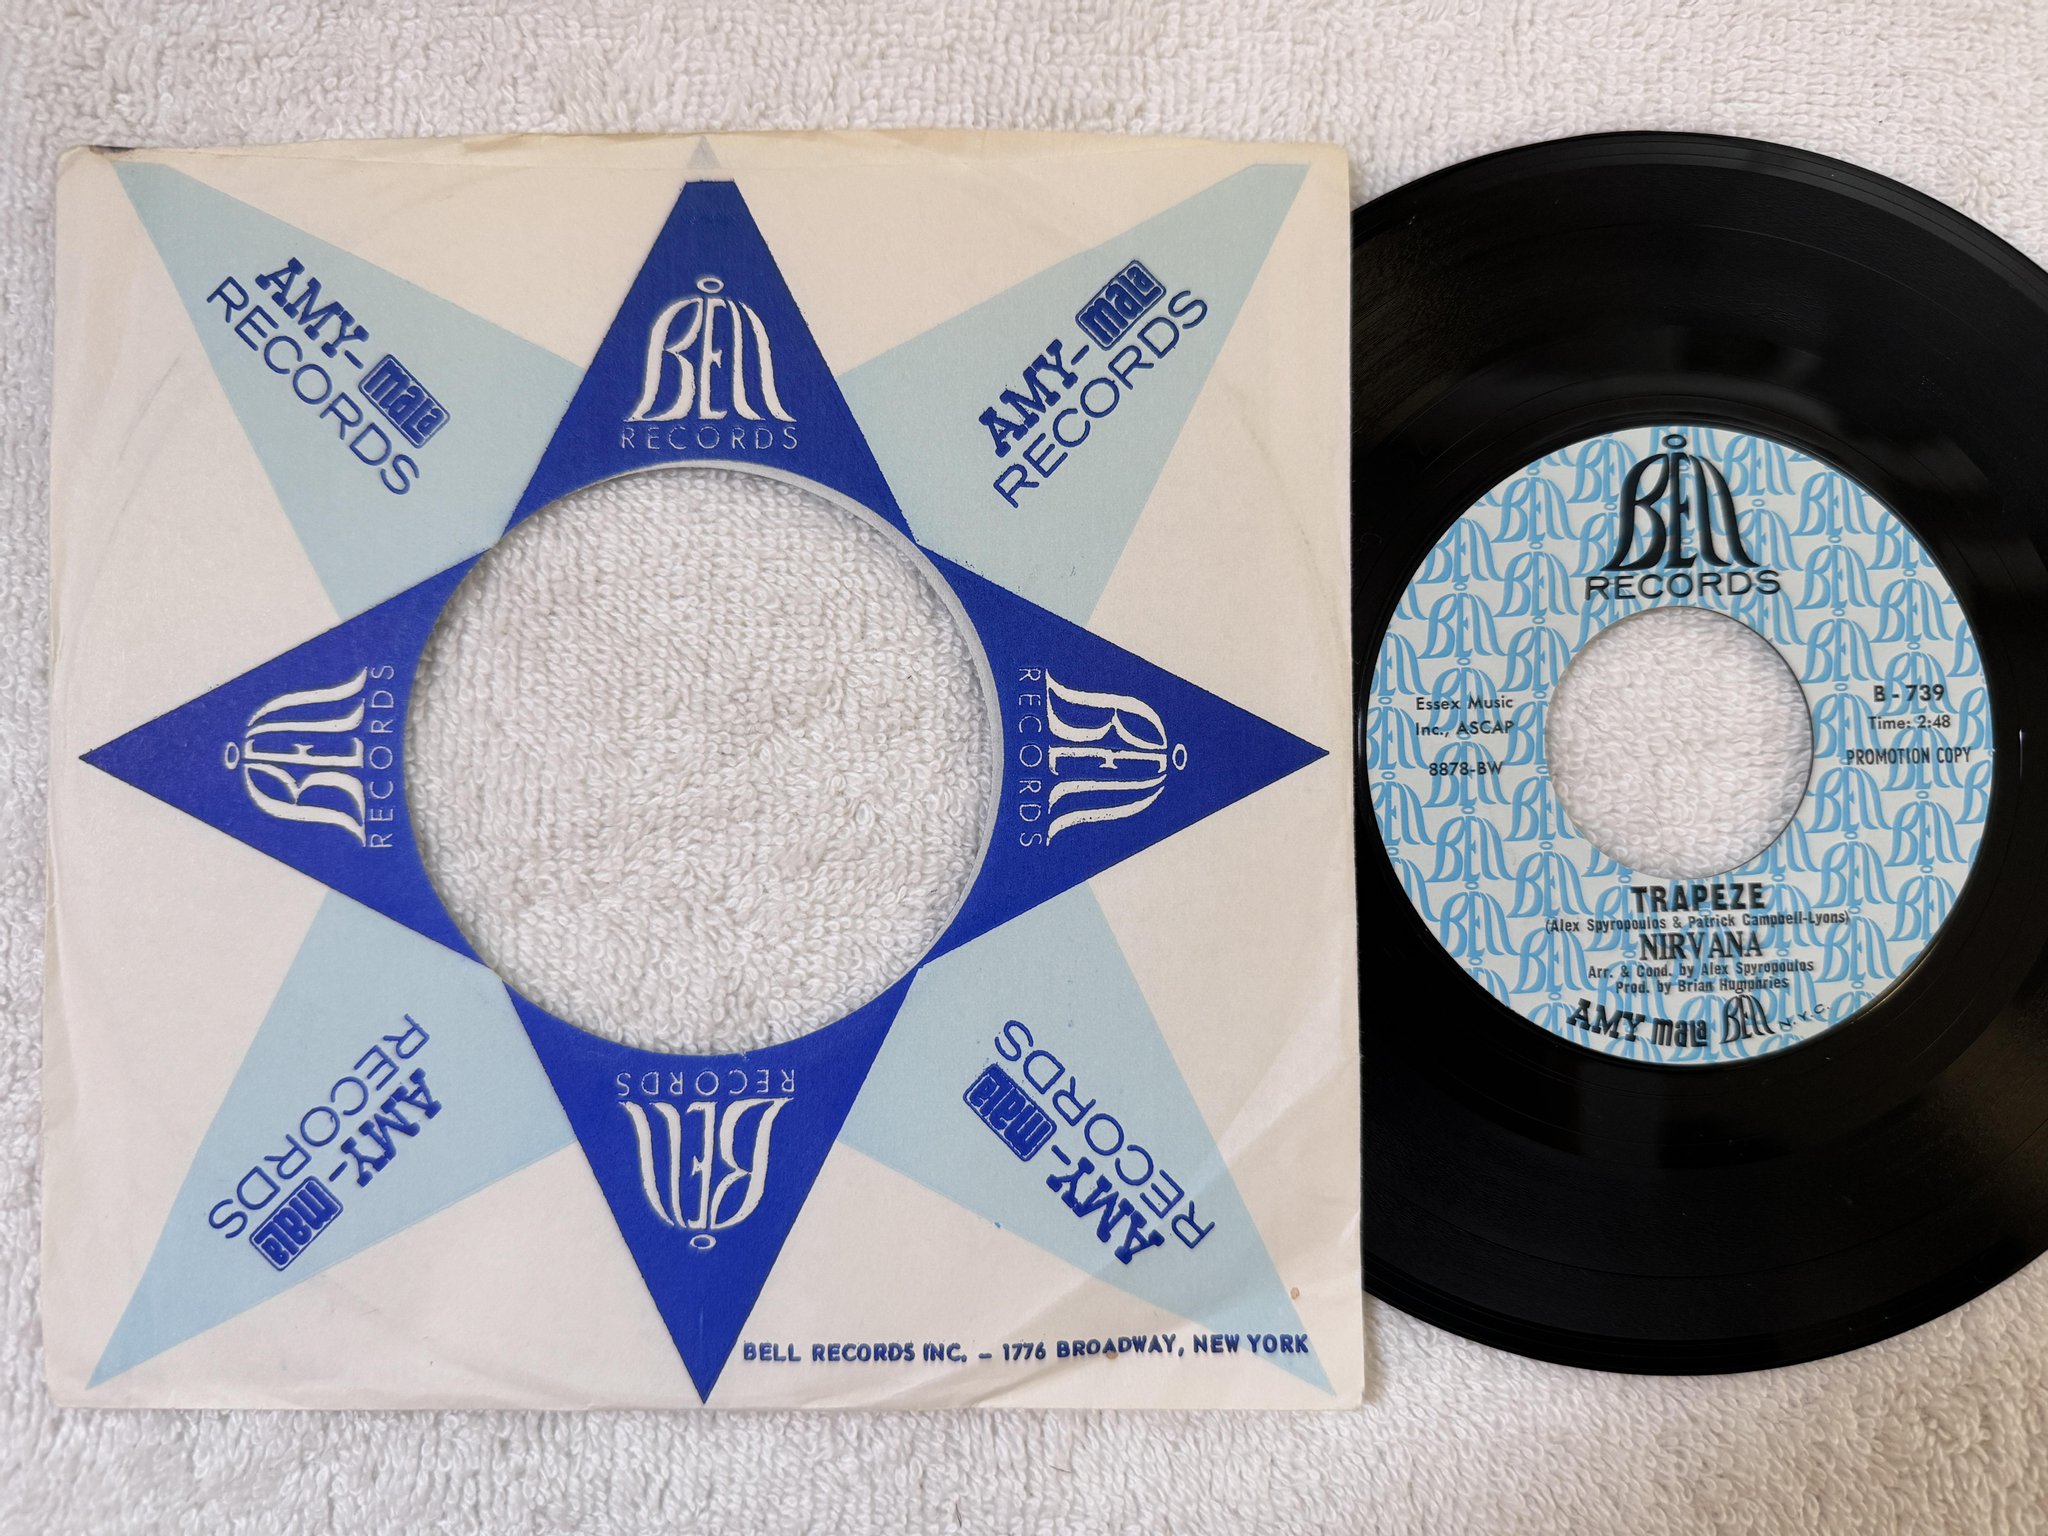 BELL
RECORDS
AMY-mala
RECORDS
AMY-mala
RECORDS
BELL
RECORDS
BELL
RECORDS
AMY-mala
RECORDS
AMY-mala
RECORDS
BELL
RECORDS
BELL RECORDS INC. – 1776 BROADWAY, NEW YORK
BELL
RECORDS
Essex Music
Inc., ASCAP
8878-BW
B - 739
Time: 2:48
PROMOTION COPY
TRAPEZE
(Alex Spyropoulos & Patrick Campbell-Lyons)
NIRVANA
Arr. & Cond. by Alex Spyropoulos
Prod. by Brian Humphries
AMY mala BELL N.Y.C.